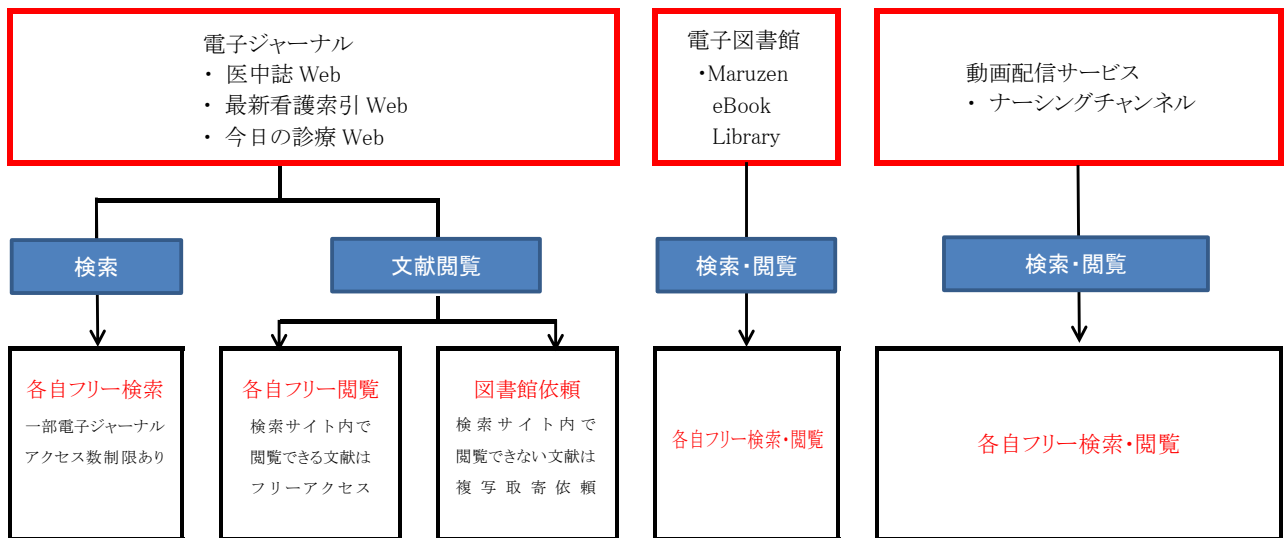 電子ジャーナル
・ 医中誌 Web
・ 最新看護索引 Web
・ 今日の診療 Web
電子図書館
・Maruzen
eBook
Library
動画配信サービス
・ ナーシングチャンネル
検索
文献閲覧
検索・閲覧
検索・閲覧
各自フリー検索
一部電子ジャーナル
アクセス数制限あり
各自フリー閲覧
検索サイト内で
閲覧できる文献は
フリーアクセス
図書館依頼
検索サイト内で
閲覧できない文献は
複写取寄依頼
各自フリー検索・閲覧
各自フリー検索・閲覧